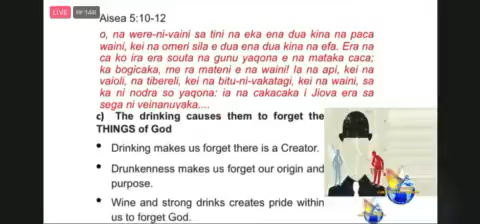 LIVE
Aisea 5:10-12
o, na were-ni-vaini sa tini na eka ena dua kina na paca
waini, kei na omeri sila e dua ena dua kina na efa. Era na
ca ko ira era souta na gunu yaqona e na mataka caca;
ka bogicaka, me ra mateni e na waini! Ia na api, kei na
vaioli, na tibereli, kei na bitu-ni-vakatagi, kei na waini, sa
ka ni nodra so yaqona: ia na cakacaka i Jiova era sa
sega ni veinanuyaka....
c) The drinking causes them to forget the
THINGS of God
• Drinking makes us forget there is a Creator.
• Drunkenness makes us forget our origin and
purpose.
• Wine and strong drinks creates pride within
us to forget God.